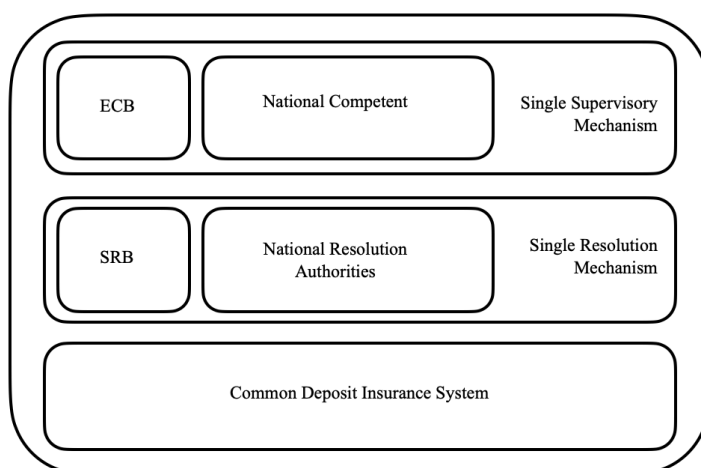 ECB
National Competent
Single Supervisory
Mechanism
SRB
National Resolution
Authorities
Single Resolution
Mechanism
Common Deposit Insurance System